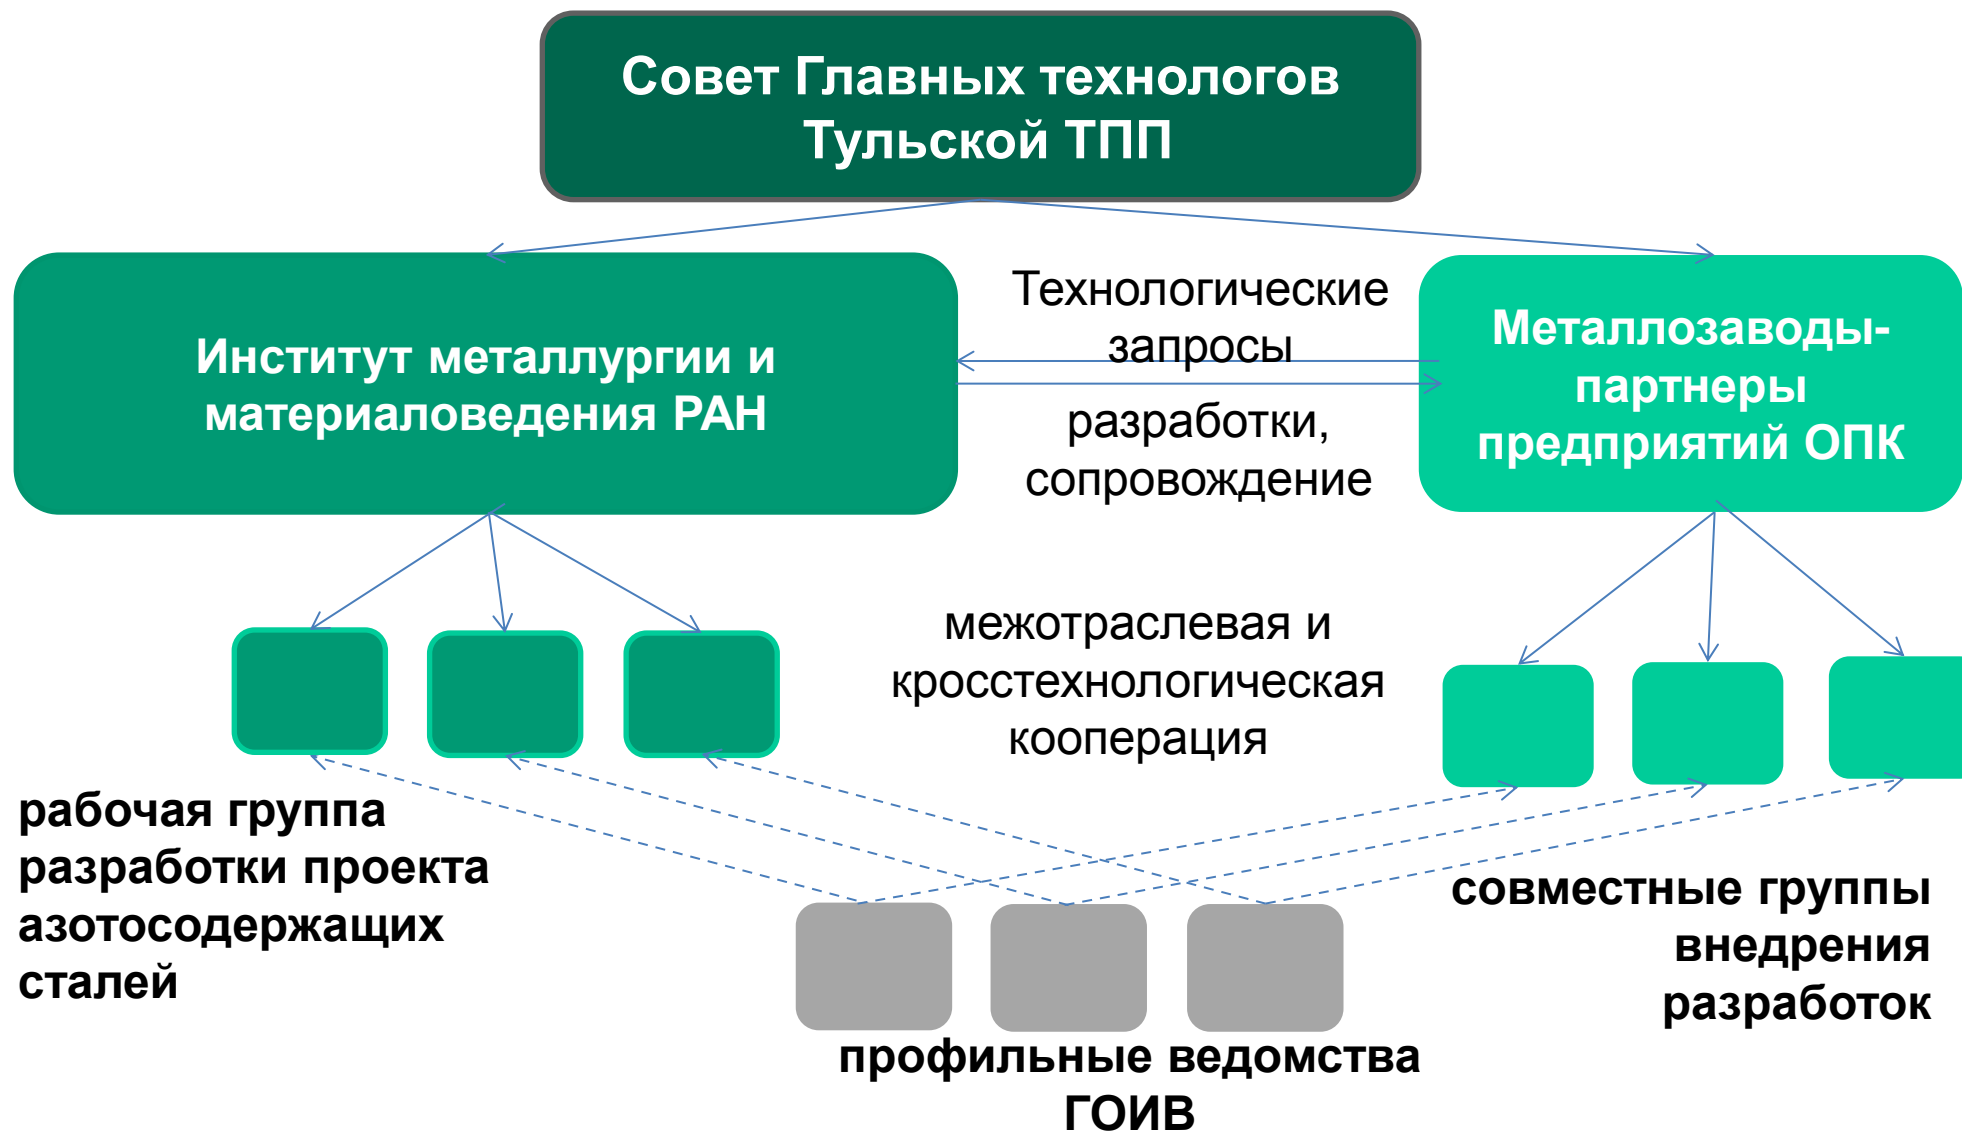 Совет Главных технологов
Тульской ТПП
Институт металлургии и
материаловедения РАН
Технологические
запросы
разработки,
сопровождение
Металлозаводы-
партнеры
предприятий ОПК
межотраслевая и
кросстехнологическая
кооперация
рабочая группа
разработки проекта
азотосодержащих
сталей
совместные группы
внедрения
разработок
профильные ведомства
ГОИВ